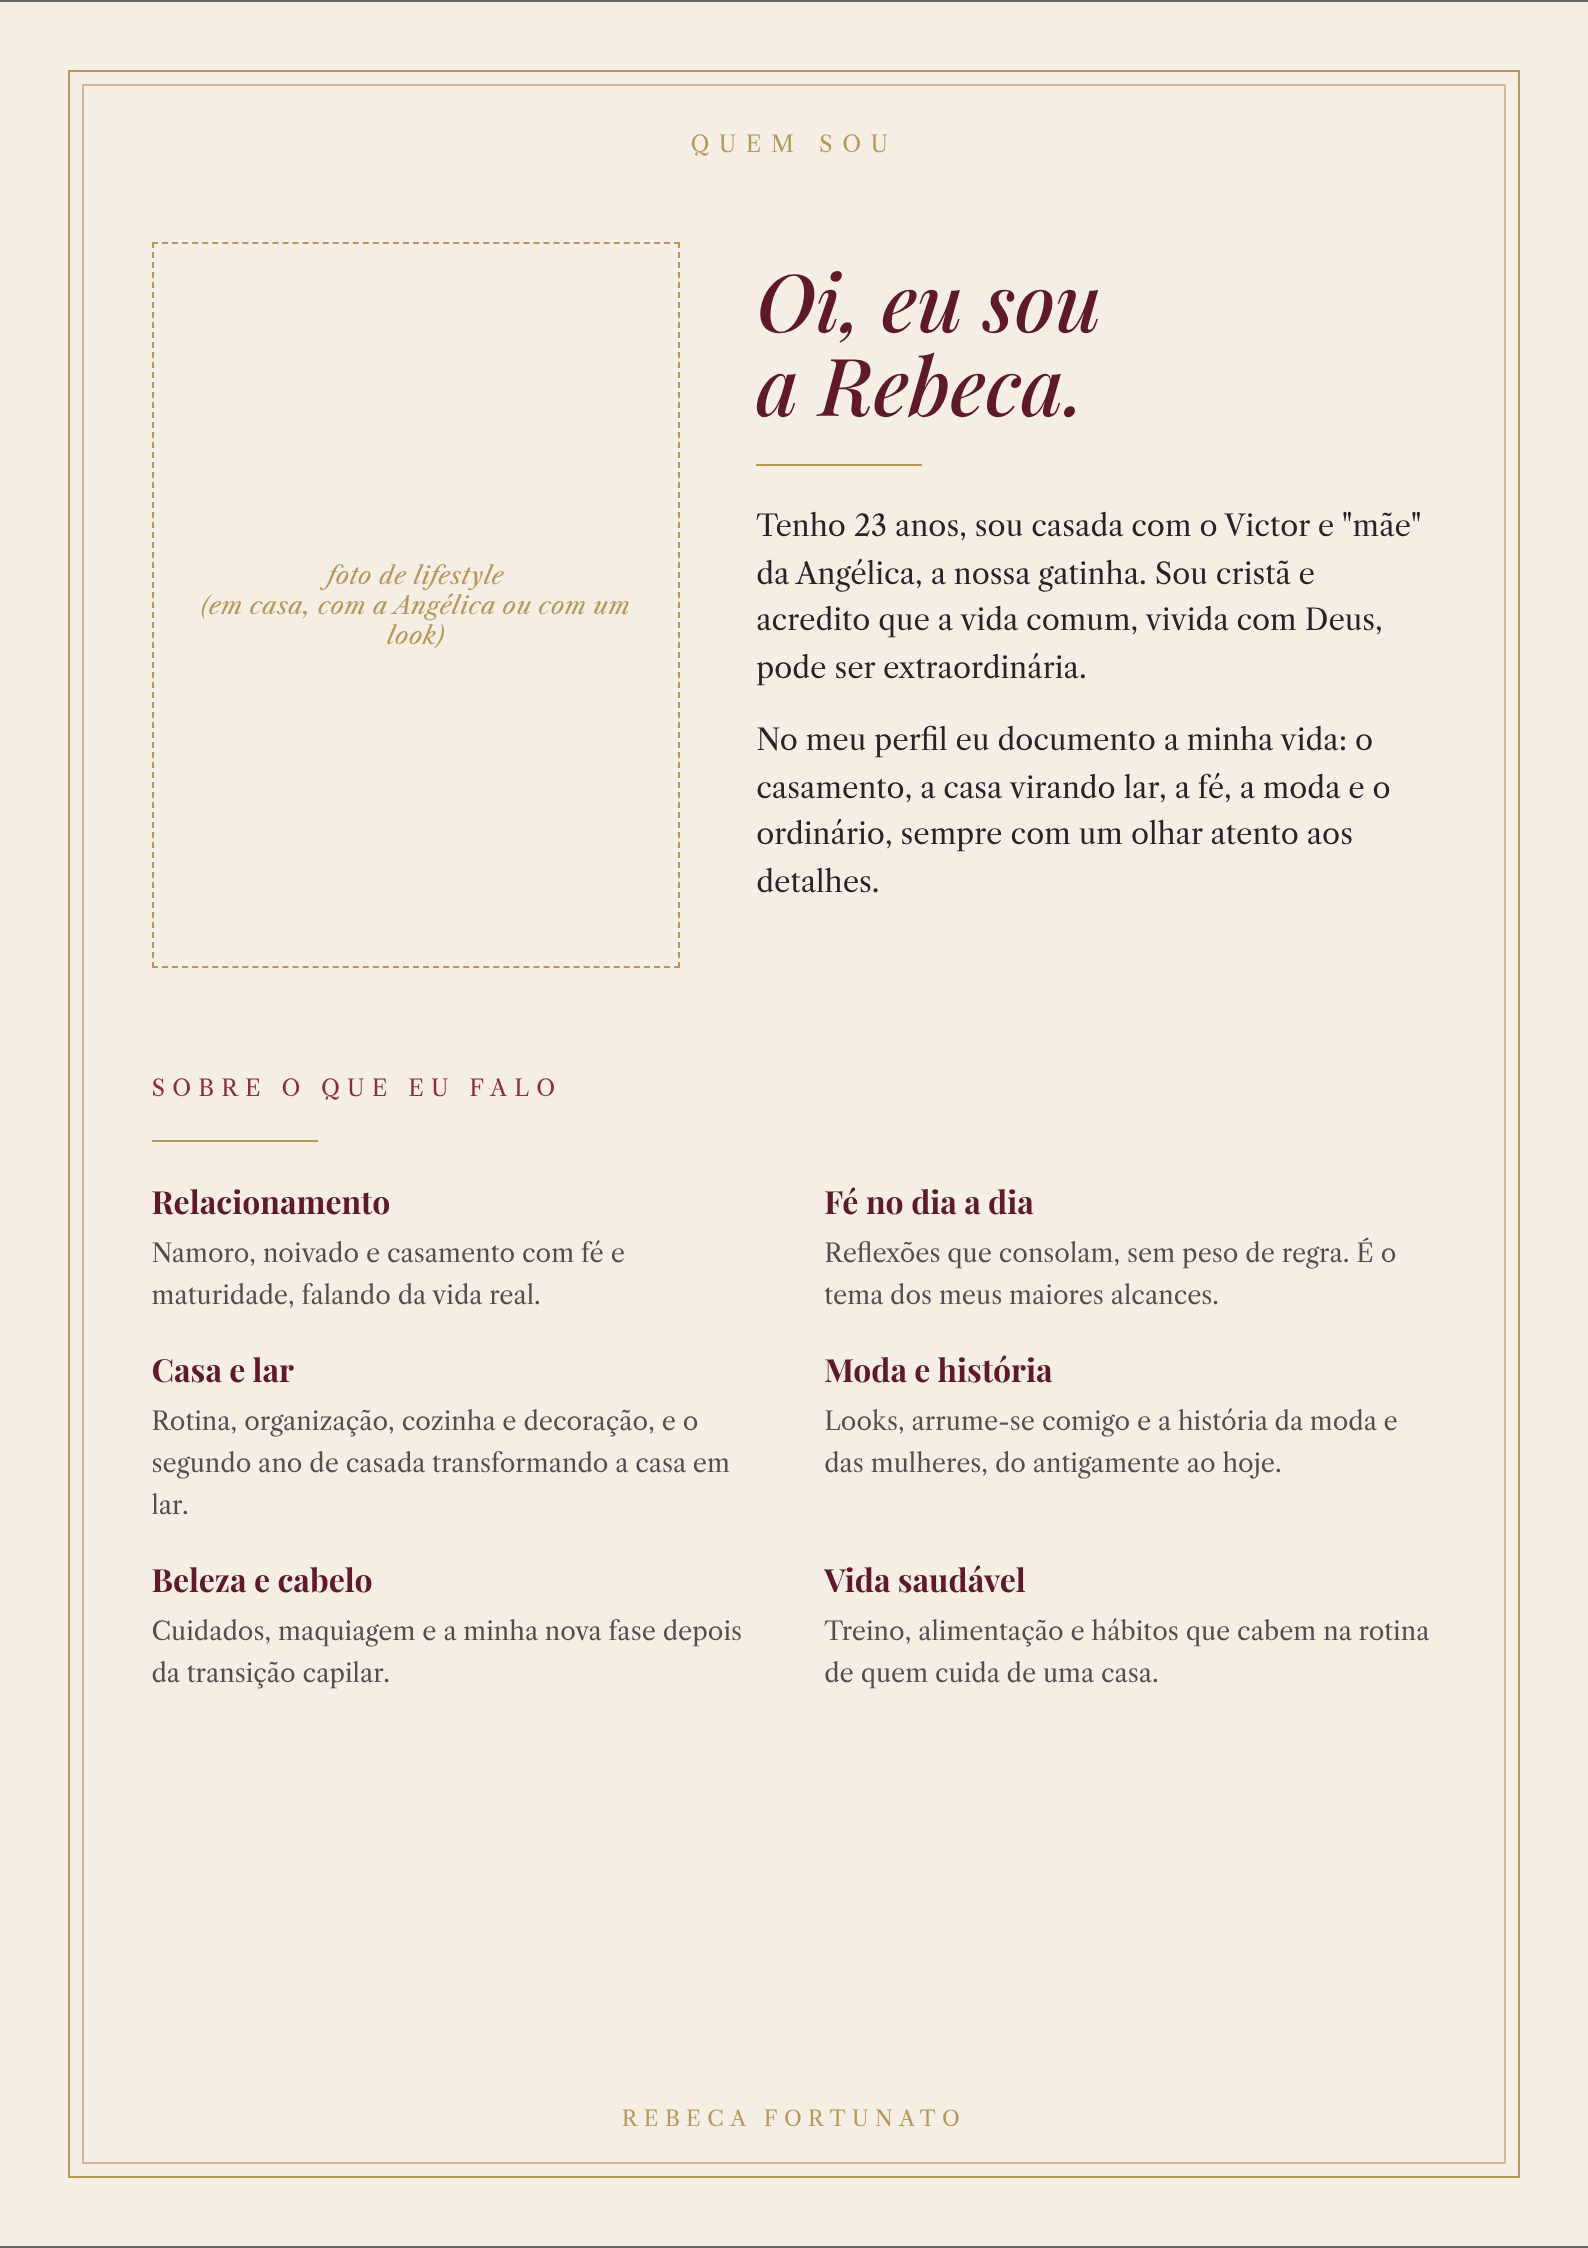 QUEM SOU
foto de lifestyle
(em casa, com a Angélica ou com um
look)
Oi, eu sou
a Rebeca.
Tenho 23 anos, sou casada com o Victor e "mãe"
da Angélica, a nossa gatinha. Sou cristã e
acredito que a vida comum, vivida com Deus,
pode ser extraordinária.
No meu perfil eu documento a minha vida: o
casamento, a casa virando lar, a fé, a moda e o
ordinário, sempre com um olhar atento aos
detalhes.
SOBRE O QUE EU FALO
Relacionamento
Namoro, noivado e casamento com fé e
maturidade, falando da vida real.
Fé no dia a dia
Reflexões que consolam, sem peso de regra. É o
tema dos meus maiores alcances.
Casa e lar
Rotina, organização, cozinha e decoração, e o
segundo ano de casada transformando a casa em
lar.
Moda e história
Looks, arrume-se comigo e a história da moda e
das mulheres, do antigamente ao hoje.
Beleza e cabelo
Cuidados, maquiagem e a minha nova fase depois
da transição capilar.
Vida saudável
Treino, alimentação e hábitos que cabem na rotina
de quem cuida de uma casa.
REBECA FORTUNATO